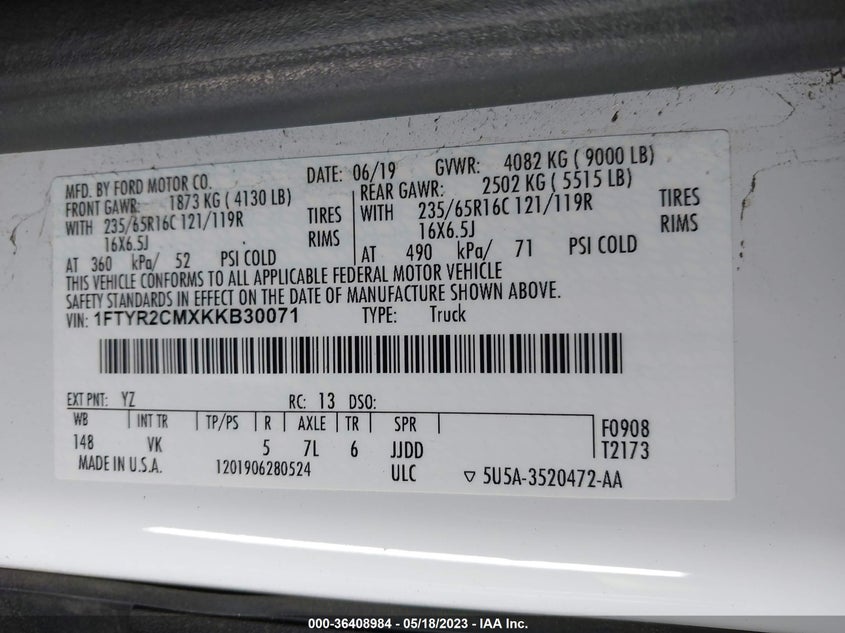 MFD. BY FORD MOTOR CO. DATE: 06/19 GVWR: 4082 KG ( 9000 LB)
FRONT GAWR: 1873 KG ( 4130 LB) REAR GAWR: 2502 KG ( 5515 LB)
WITH 235/65R16C 121/119R TIRES WITH 235/65R16C 121/119R TIRES
16X6.5J RIMS 16X6.5J RIMS
AT 360 kPa/ 52 PSI COLD AT 490 kPa/ 71 PSI COLD
THIS VEHICLE CONFORMS TO ALL APPLICABLE FEDERAL MOTOR VEHICLE
SAFETY STANDARDS IN EFFECT ON THE DATE OF MANUFACTURE SHOWN ABOVE.
VIN: 1FTYR2CMXKKB30071 TYPE: Truck
EXT PNT: YZ RC: 13 DSO:
WB INT TR TP/PS R AXLE TR SPR F0908
148 VK 5 7L 6 JJDD T2173
MADE IN U.S.A. 1201906280524 ULC ▽ 5U5A-3520472-AA
000-36408984 - 05/18/2023 - IAA Inc.